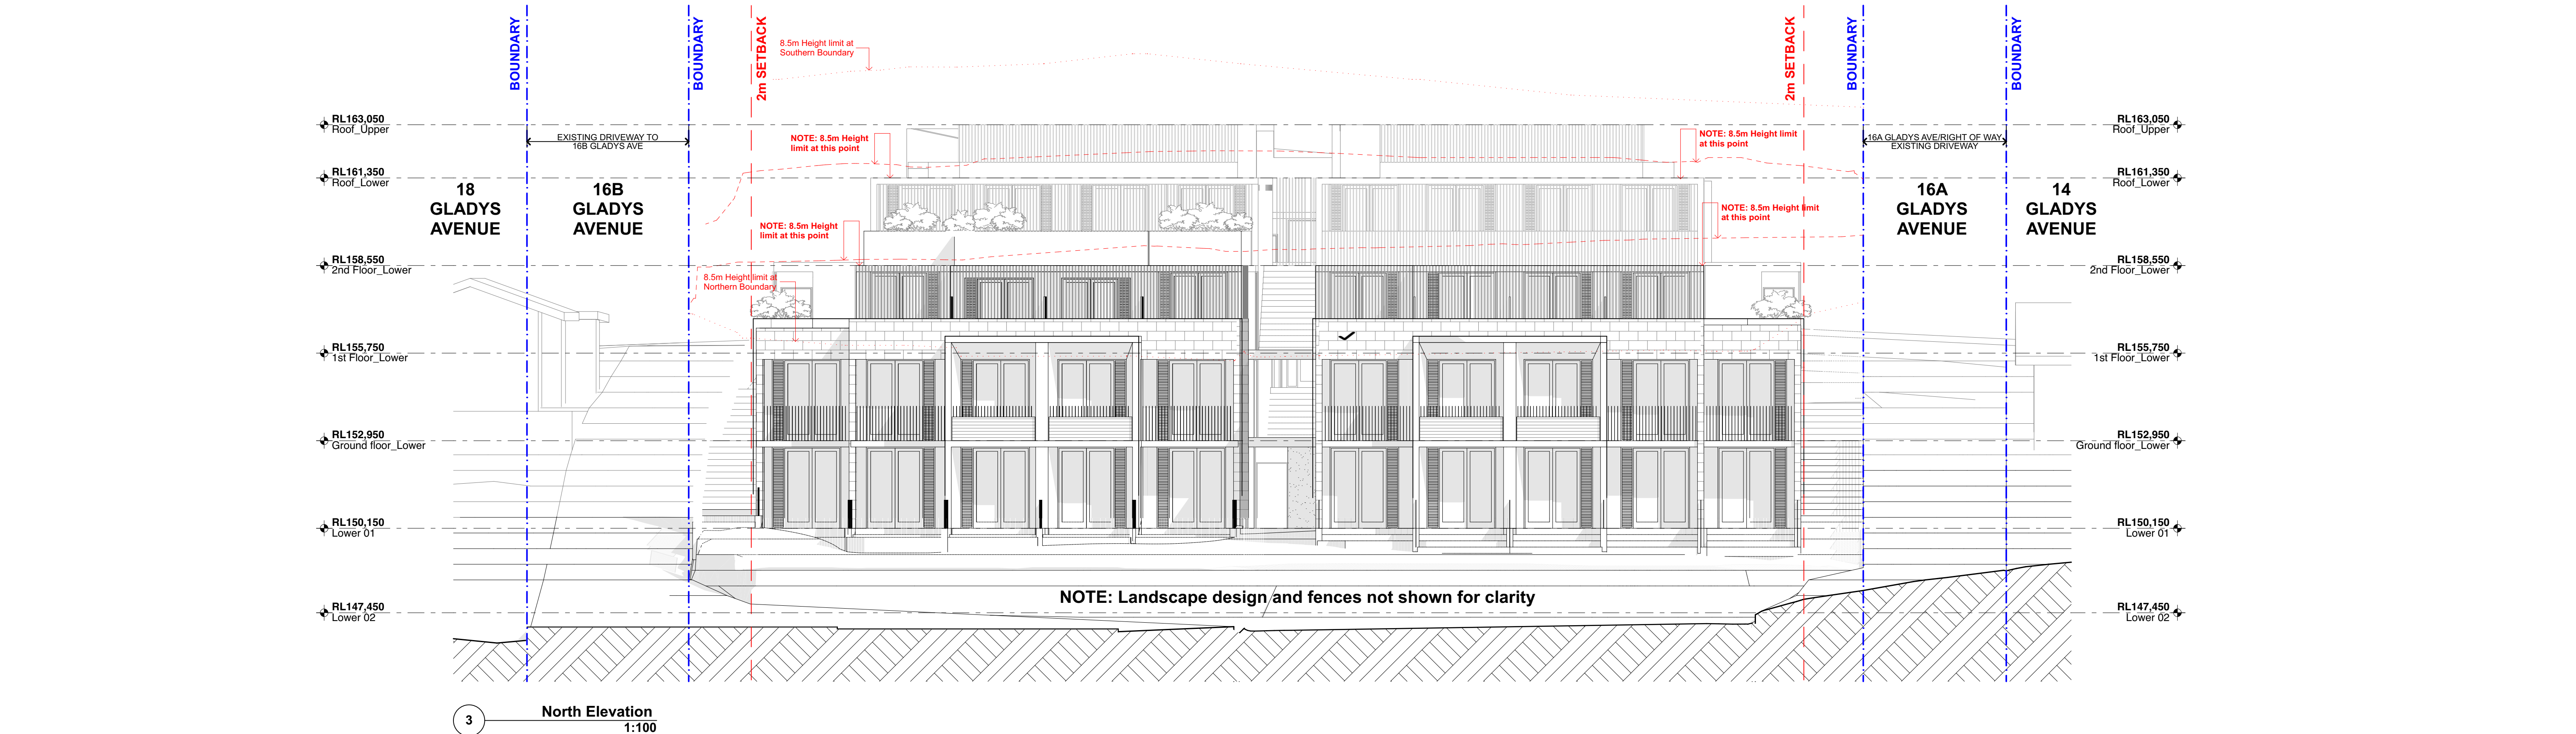 BOUNDARY
BOUNDARY
2m SETBACK
8.5m Height limit at
Southern Boundary
2m SETBACK
BOUNDARY
BOUNDARY
RL163,050
Roof_Upper
EXISTING DRIVEWAY TO
16B GLADYS AVE
NOTE: 8.5m Height
limit at this point
NOTE: 8.5m Height limit
at this point
16A GLADYS AVE/RIGHT OF WAY
EXISTING DRIVEWAY
RL163,050
Roof_Upper
RL161,350
Roof_Lower
RL161,350
Roof_Lower
18
GLADYS
AVENUE
16B
GLADYS
AVENUE
16A
GLADYS
AVENUE
14
GLADYS
AVENUE
NOTE: 8.5m Height
limit at this point
NOTE: 8.5m Height limit
at this point
RL158,550
2nd Floor_Lower
8.5m Height limit at
Northern Boundary
RL158,550
2nd Floor_Lower
RL155,750
1st Floor_Lower
RL155,750
1st Floor_Lower
RL152,950
Ground floor_Lower
RL152,950
Ground floor_Lower
RL150,150
Lower 01
RL150,150
Lower 01
NOTE: Landscape design and fences not shown for clarity
RL147,450
Lower 02
RL147,450
Lower 02
3
North Elevation
1:100